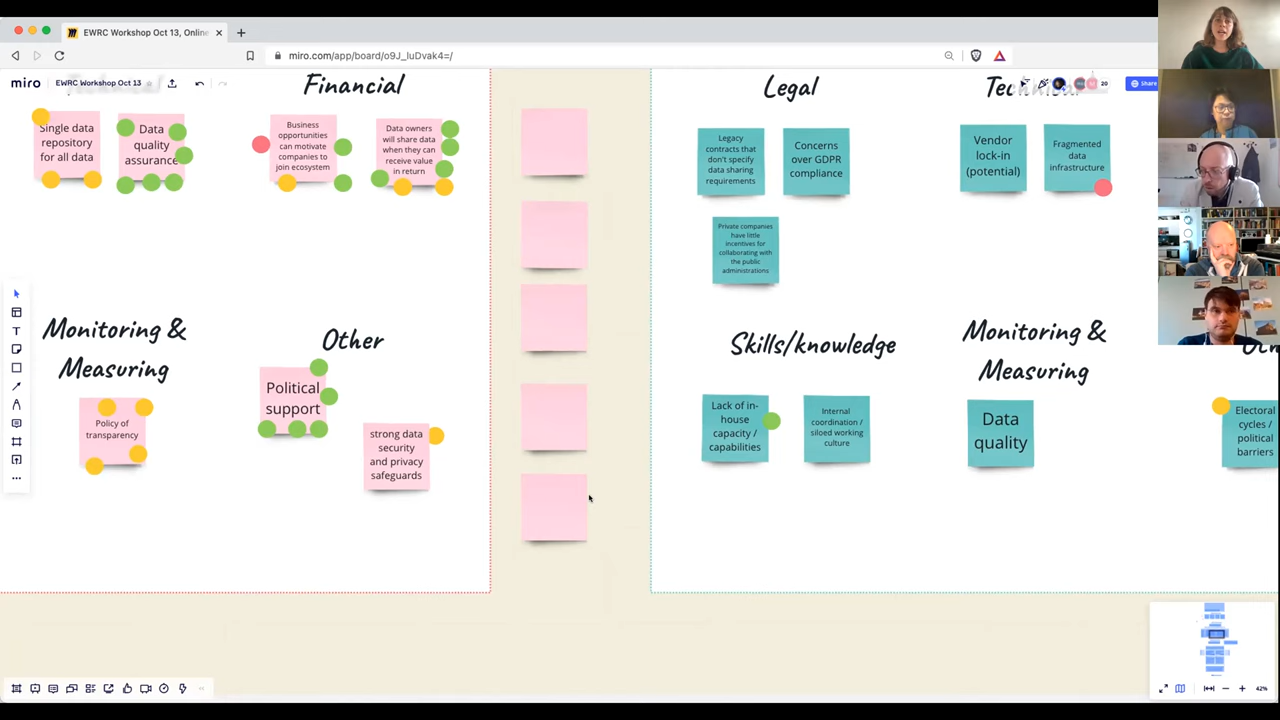 EWRC Workshop Oct 13, Online
miro.com/app/board/o9J_luDvak4=/
miro
EWRC Workshop Oct 13
20
Share
Financial
Legal
Technical
Single data
repository
for all data
Data
quality
assurance
Business
opportunities
can motivate
companies to
join ecosystem
Data owners
will share data
when they can
receive value
in return
Legacy
contracts that
don't specify
data sharing
requirements
Concerns
over GDPR
compliance
Vendor
lock-in
(potential)
Fragmented
data
infrastructure
Private companies
have little
incentives for
collaborating with
the public
administrations
Monitoring &
Measuring
Other
Skills/knowledge
Monitoring &
Measuring
Policy of
transparency
Political
support
strong data
security
and privacy
safeguards
Lack of in-
house
capacity /
capabilities
Internal
coordination /
siloed working
culture
Data
quality
Electoral
cycles /
political
barriers
42%